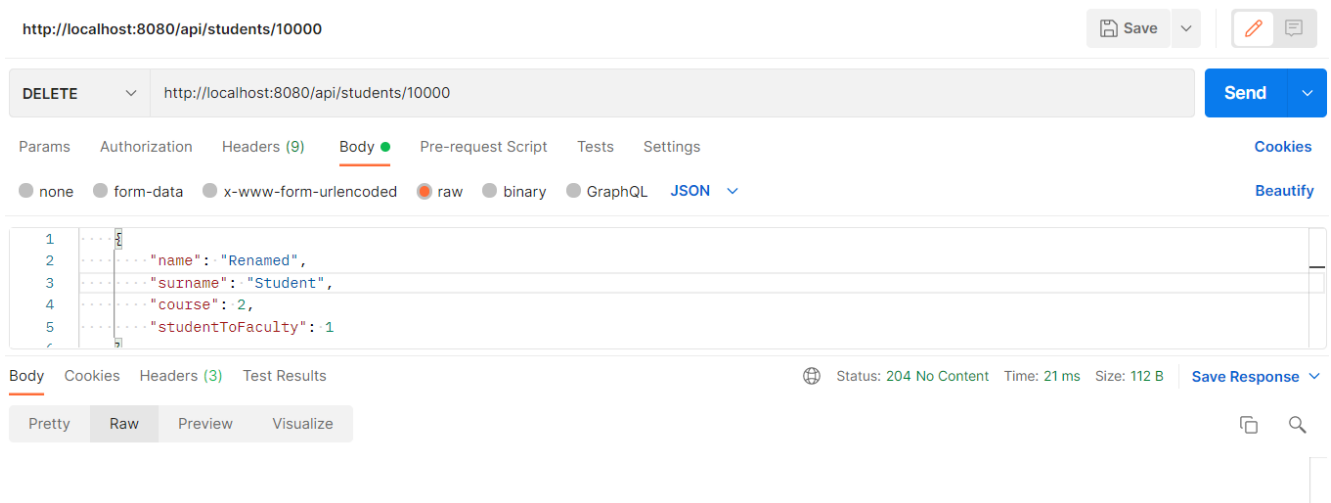 http://localhost:8080/api/students/10000 Save
DELETE http://localhost:8080/api/students/10000 Send
Params Authorization Headers (9) Body Pre-request Script Tests Settings Cookies
none form-data x-www-form-urlencoded raw binary GraphQL JSON Beautify
1 {
2 "name": "Renamed",
3 "surname": "Student",
4 "course": 2,
5 "studentToFaculty": 1
Body Cookies Headers (3) Test Results Status: 204 No Content Time: 21 ms Size: 112 B Save Response
Pretty Raw Preview Visualize